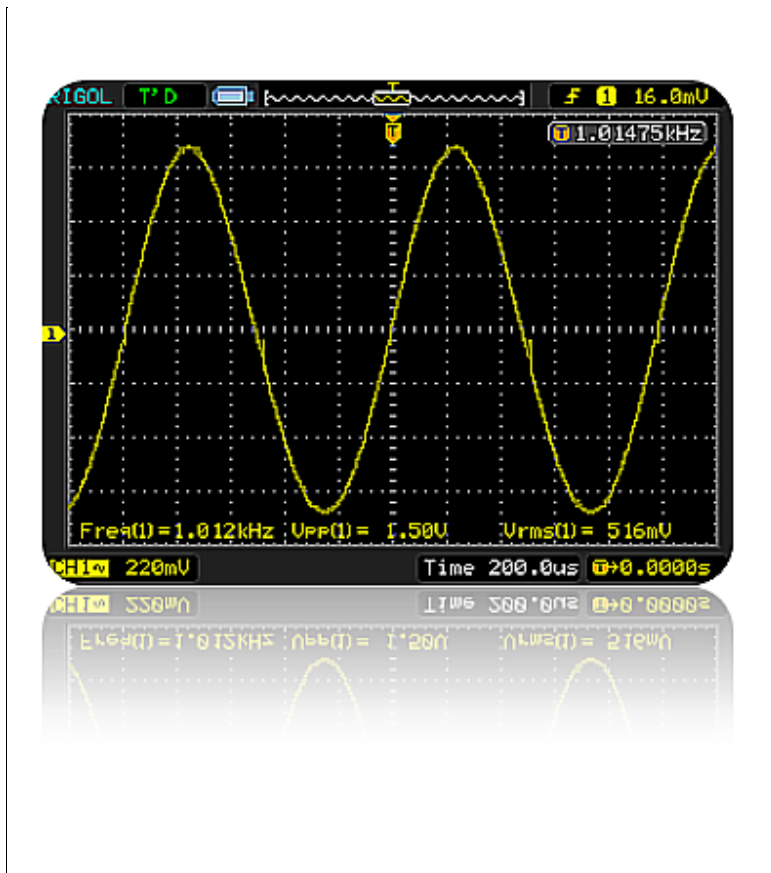 RIGOL T'D T 1 16.0mV
T 1.01475kHz
T
1
Freq(1)=1.012kHz Vpp(1)= 1.50V Vrms(1)= 516mV
CH1~ 220mV Time 200.0us T→0.0000s